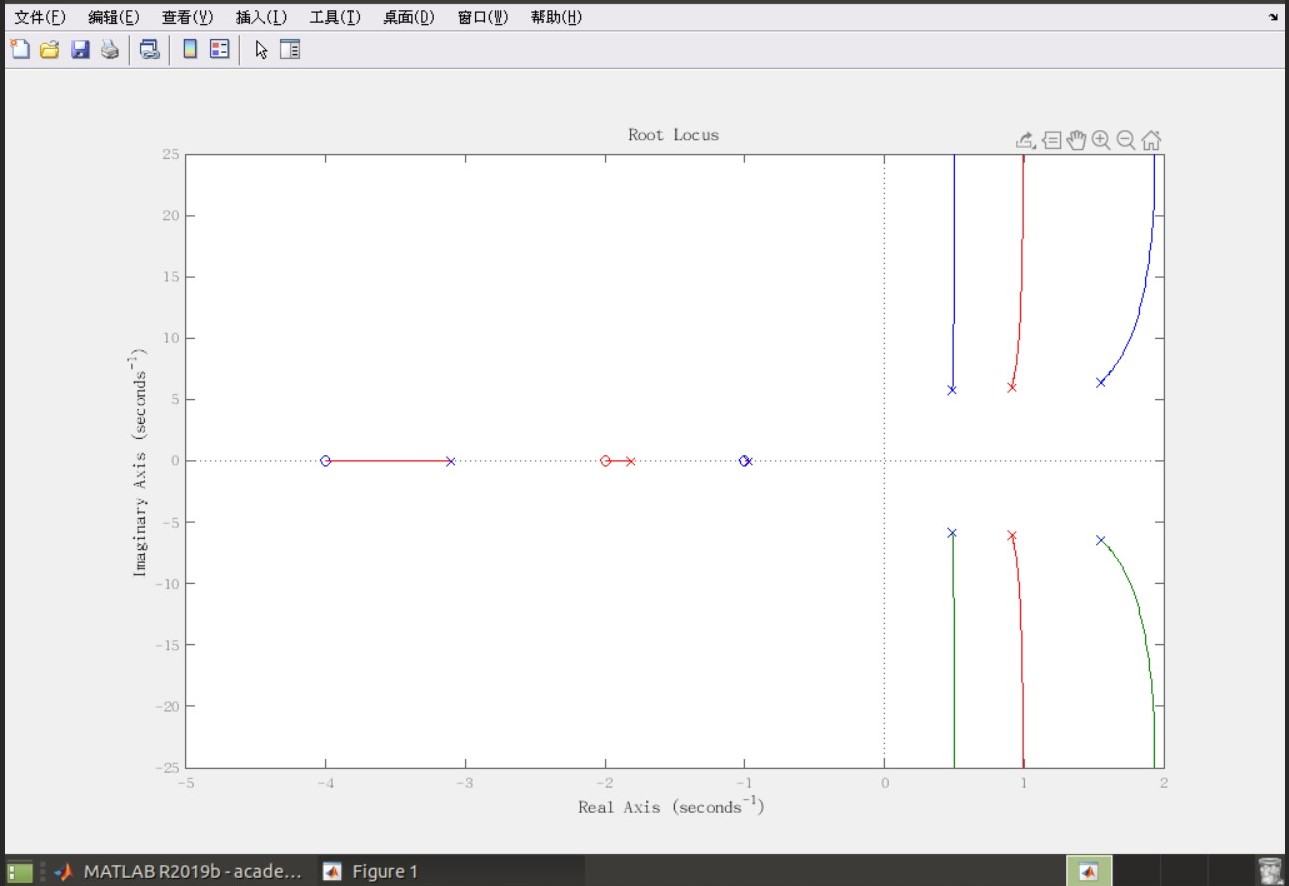 文件(F) 编辑(E) 查看(V) 插入(I) 工具(T) 桌面(D) 窗口(W) 帮助(H)
Root Locus
25
20
15
10
5
0
-5
-10
-15
-20
-25
Imaginary Axis (seconds⁻¹)
-5 -4 -3 -2 -1 0 1 2
Real Axis (seconds⁻¹)
MATLAB R2019b - acade... Figure 1